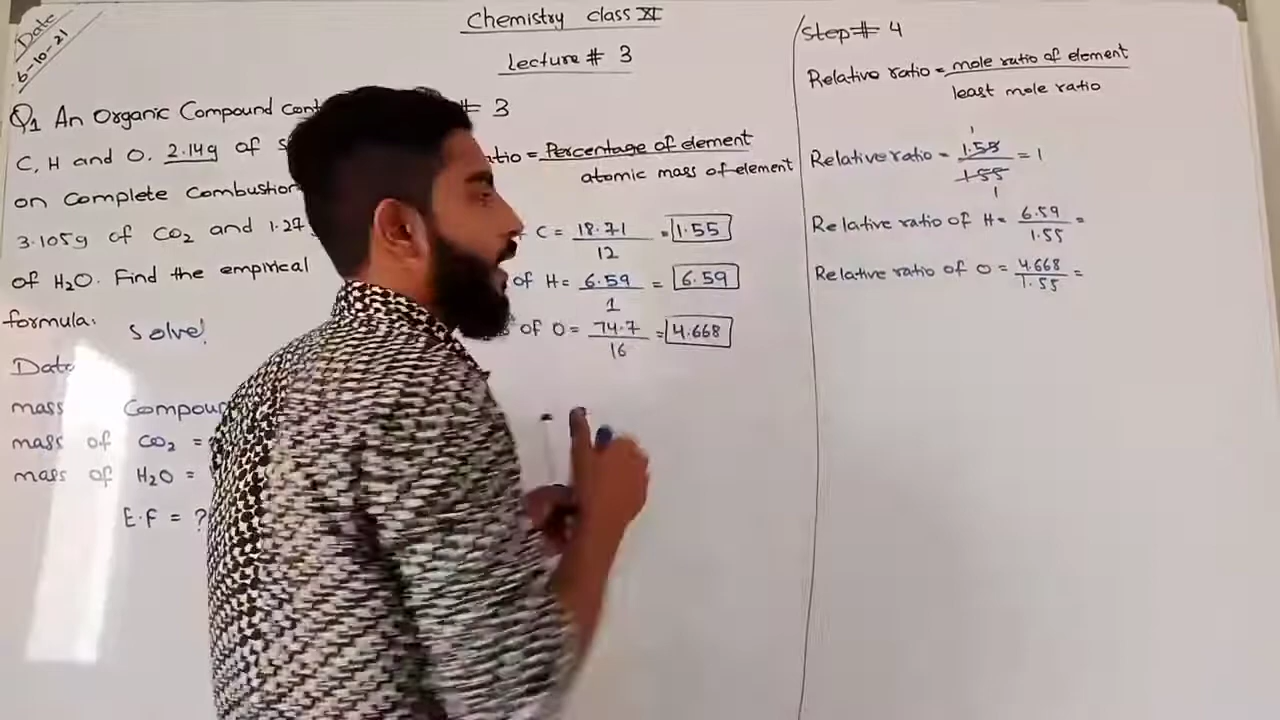 Date
6-10-21
Chemistry class XI
Lecture # 3
Q1 An Organic Compound
C, H and O. 2.14g of
on Complete Combustion
3.105g of CO2 and 1.27
of H2O. Find the empirical
formula.
Solve!
Data
mass Compou
mass of CO2 =
mass of H2O =
E.F = ?
# 3
= Percentage of element
atomic mass of element
C = 18.71 = 1.55
12
of H = 6.59 = 6.59
1
of O = 74.7 = 4.668
16
Step# 4
Relative ratio = mole ratio of element
least mole ratio
1
Relative ratio = 1.55 = 1
1.55
1
Relative ratio of H = 6.59 =
1.55
Relative ratio of O = 4.668 =
1.55